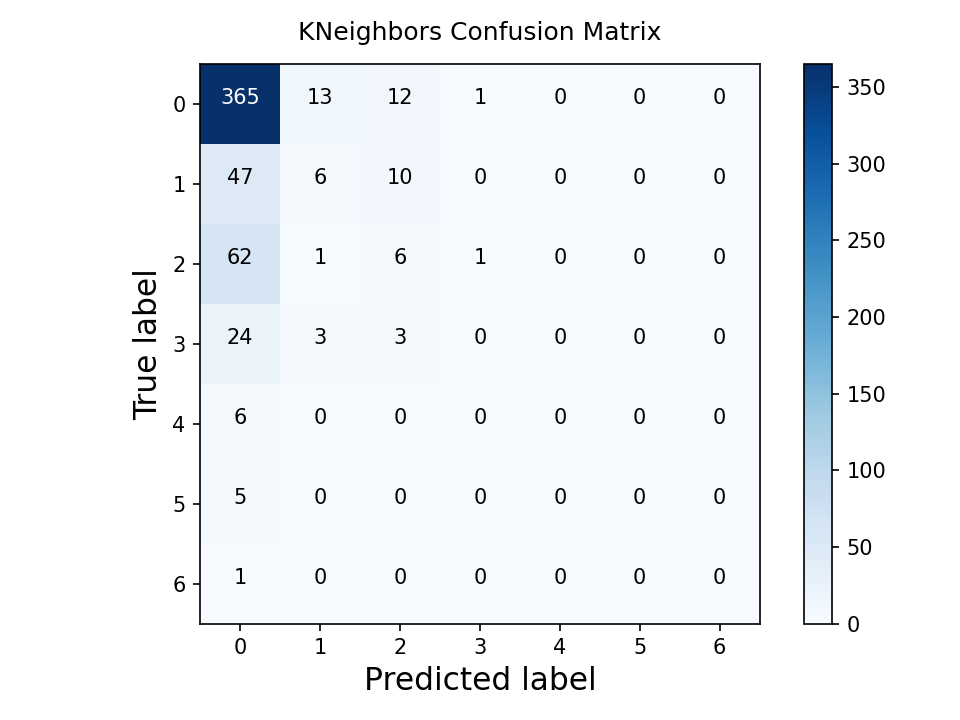 KNeighbors Confusion Matrix
True label
0 365 13 12 1 0 0 0
1 47 6 10 0 0 0 0
2 62 1 6 1 0 0 0
3 24 3 3 0 0 0 0
4 6 0 0 0 0 0 0
5 5 0 0 0 0 0 0
6 1 0 0 0 0 0 0
0 1 2 3 4 5 6
Predicted label
350
300
250
200
150
100
50
0